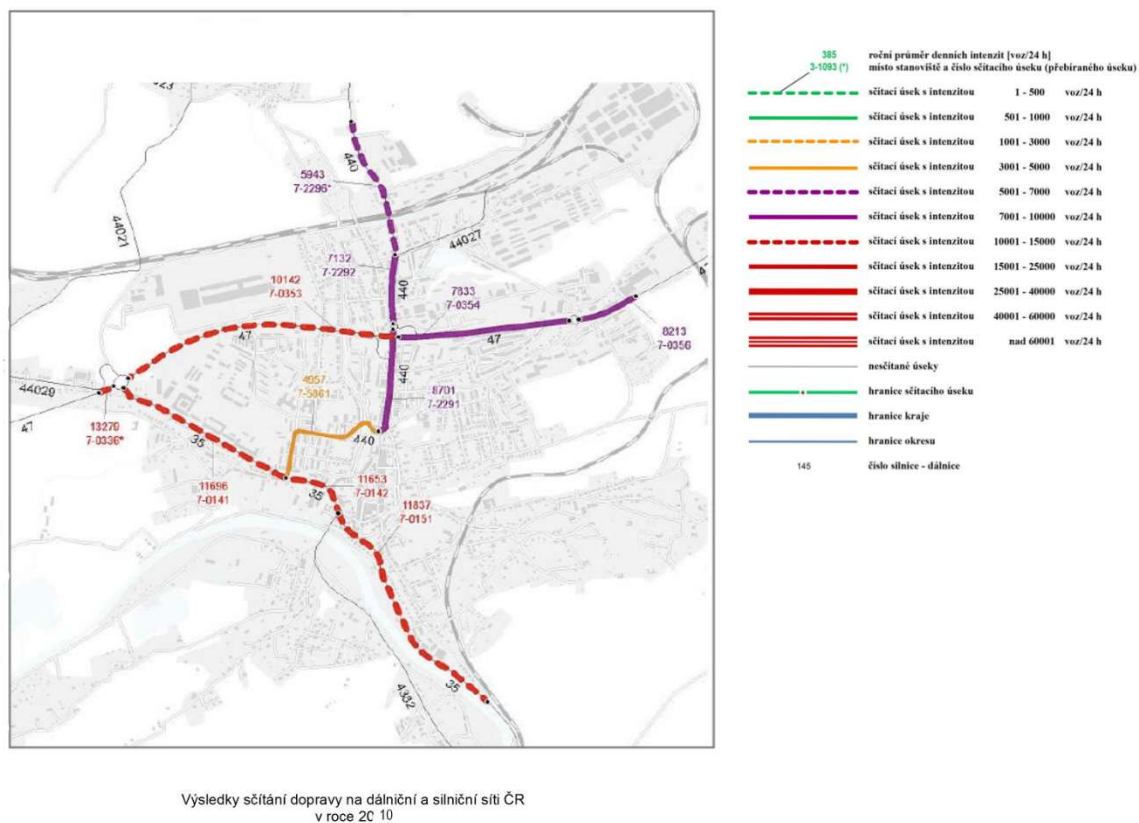 023
440
5943
7-2296*
44021
44027
7132
7-2292
10142
7-0353
440
7833
7-0354
47
47
8213
7-0356
440
4057
8701
7-2291
44029
47
13279
7-0336*
35
440
11696
7-0141
35
11653
7-0142
11837
7-0151
35
4382
385
3-1093 (*)
roční průměr denních intenzit [voz/24 h]
místo stanoviště a číslo sčítacího úseku (přebíraného úseku)
sčítací úsek s intenzitou 1 - 500 voz/24 h
sčítací úsek s intenzitou 501 - 1000 voz/24 h
sčítací úsek s intenzitou 1001 - 3000 voz/24 h
sčítací úsek s intenzitou 3001 - 5000 voz/24 h
sčítací úsek s intenzitou 5001 - 7000 voz/24 h
sčítací úsek s intenzitou 7001 - 10000 voz/24 h
sčítací úsek s intenzitou 10001 - 15000 voz/24 h
sčítací úsek s intenzitou 15001 - 25000 voz/24 h
sčítací úsek s intenzitou 25001 - 40000 voz/24 h
sčítací úsek s intenzitou 40001 - 60000 voz/24 h
sčítací úsek s intenzitou nad 60001 voz/24 h
nesčítané úseky
hranice sčítacího úseku
hranice kraje
hranice okresu
145 číslo silnice - dálnice
Výsledky sčítání dopravy na dálniční a silniční síti ČR
v roce 20 10